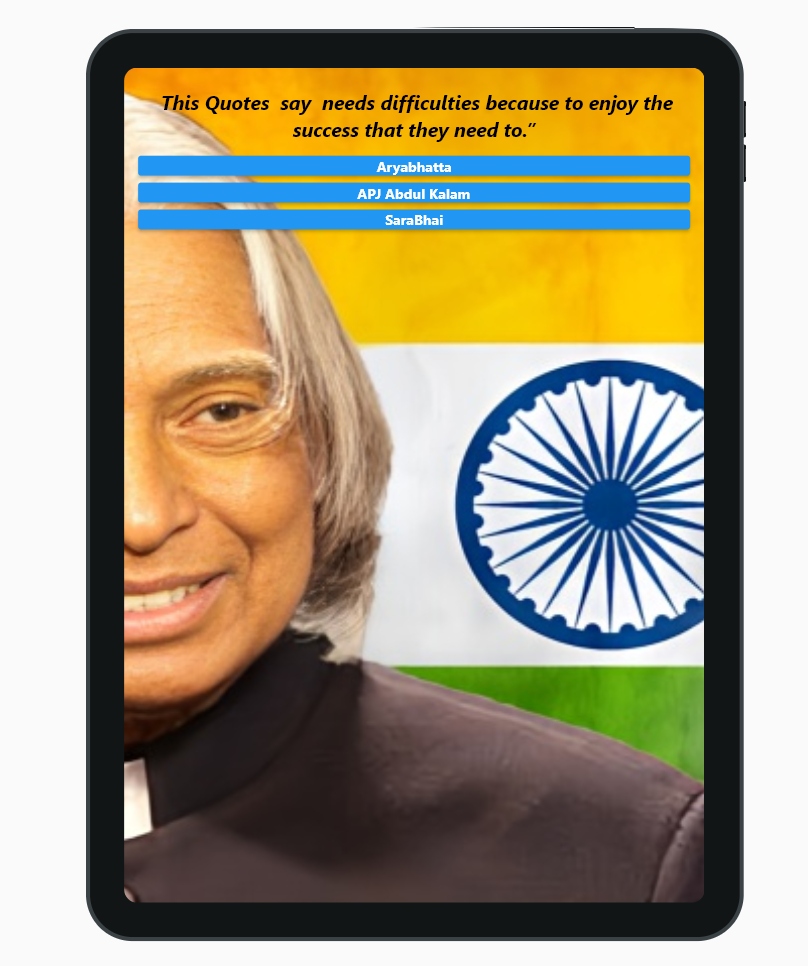 This Quotes say needs difficulties because to enjoy the
success that they need to.”
Aryabhatta
APJ Abdul Kalam
SaraBhai